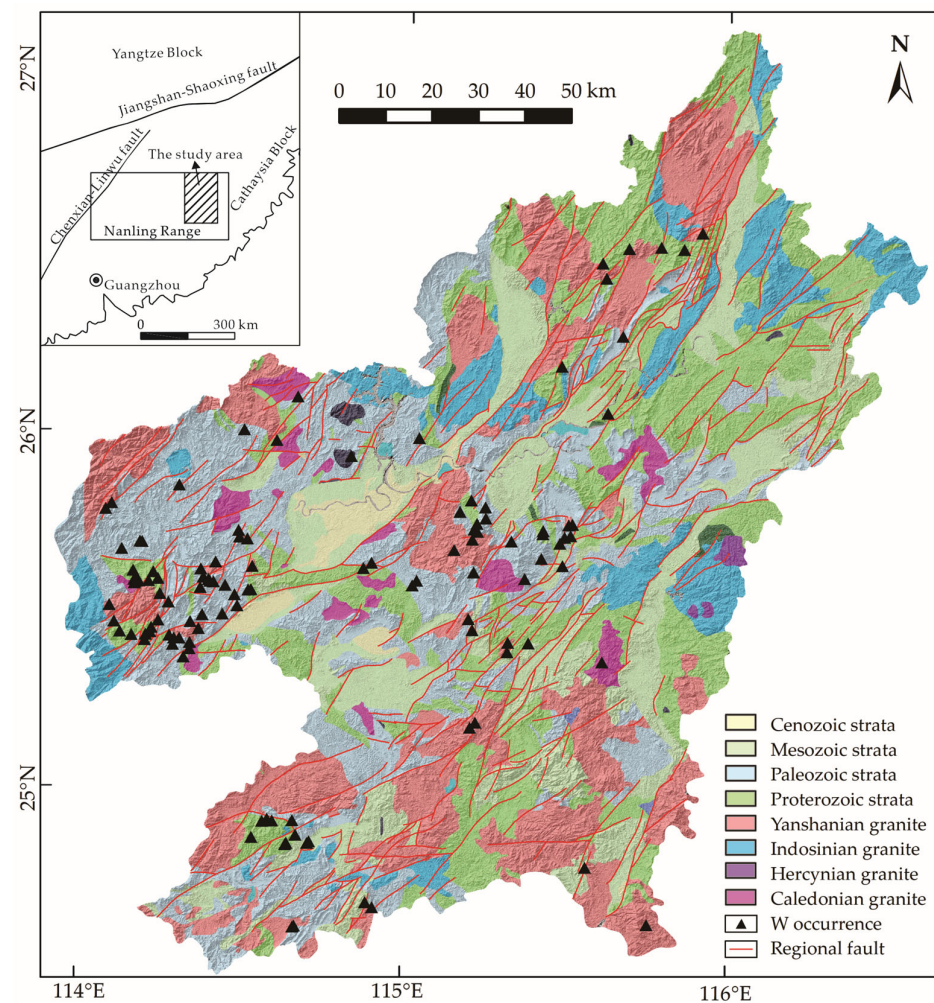 Yangtze Block
Jiangshan-Shaoxing fault
Chenxian-Linwu fault
The study area
Cathaysia Block
Nanling Range
Guangzhou
0 300 km
0 10 20 30 40 50 km
N
27°N
26°N
25°N
Cenozoic strata
Mesozoic strata
Paleozoic strata
Proterozoic strata
Yanshanian granite
Indosinian granite
Hercynian granite
Caledonian granite
W occurrence
Regional fault
114°E 115°E 116°E